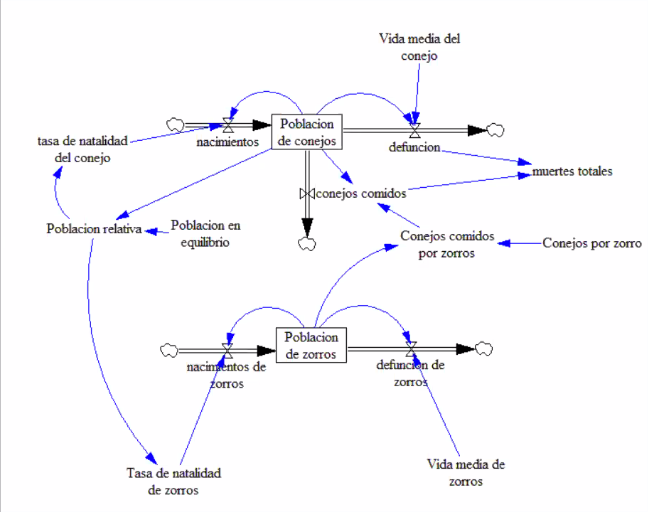 Vida media del
conejo
Poblacion
de conejos
tasa de natalidad
del conejo
nacimientos
defuncion
muertes totales
conejos comidos
Poblacion relativa
Poblacion en
equilibrio
Conejos comidos
por zorros
Conejos por zorro
Poblacion
de zorros
nacimientos de
zorros
defuncion de
zorros
Tasa de natalidad
de zorros
Vida media de
zorros